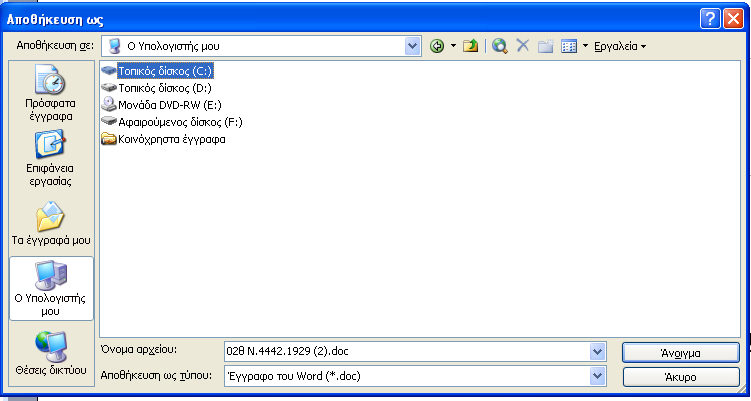 Αποθήκευση ως
Αποθήκευση σε:
Ο Υπολογιστής μου
Εργαλεία
Πρόσφατα
έγγραφα
Επιφάνεια
εργασίας
Τα έγγραφά μου
Ο Υπολογιστής
μου
Θέσεις δικτύου
Τοπικός δίσκος (C:)
Τοπικός δίσκος (D:)
Μονάδα DVD-RW (E:)
Αφαιρούμενος δίσκος (F:)
Κοινόχρηστα έγγραφα
Όνομα αρχείου:
02θ Ν.4442.1929 (2).doc
Άνοιγμα
Αποθήκευση ως τύπου:
Έγγραφο του Word (*.doc)
Άκυρο